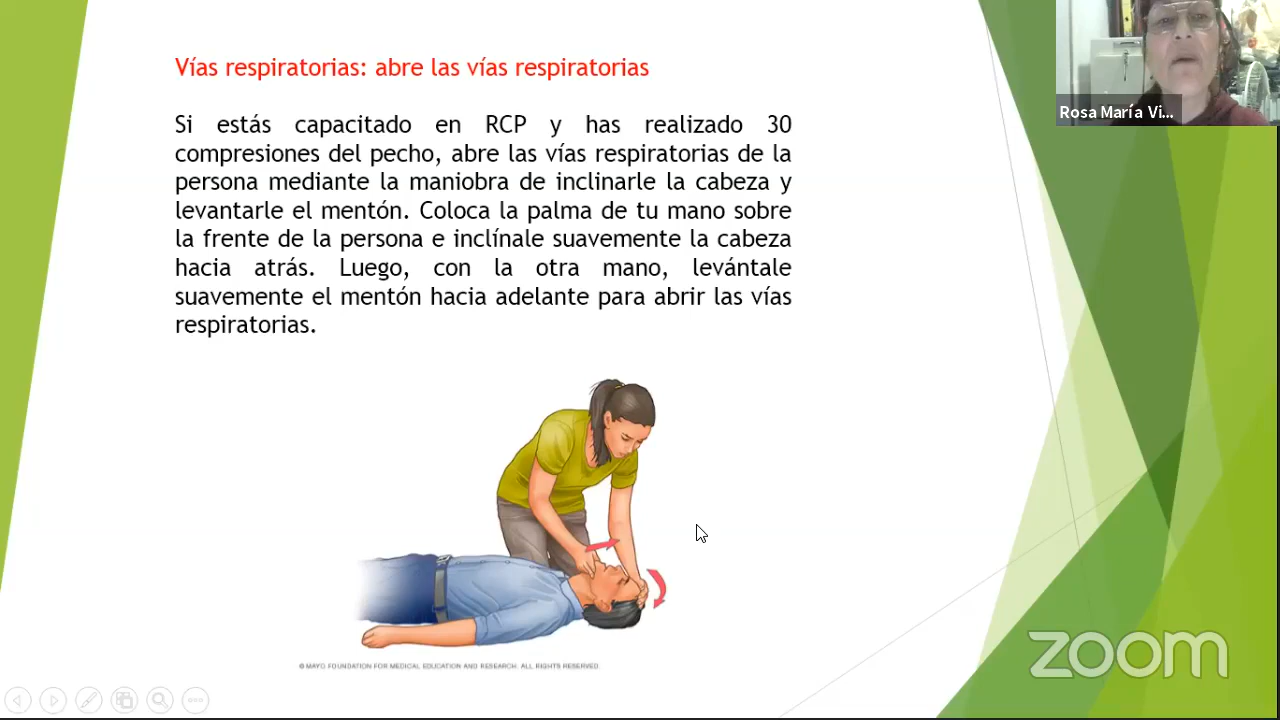 Vías respiratorias: abre las vías respiratorias
Si estás capacitado en RCP y has realizado 30
compresiones del pecho, abre las vías respiratorias de la
persona mediante la maniobra de inclinarle la cabeza y
levantarle el mentón. Coloca la palma de tu mano sobre
la frente de la persona e inclínale suavemente la cabeza
hacia atrás. Luego, con la otra mano, levántale
suavemente el mentón hacia adelante para abrir las vías
respiratorias.
© MAYO FOUNDATION FOR MEDICAL EDUCATION AND RESEARCH. ALL RIGHTS RESERVED.
Rosa María Vi...
zoom